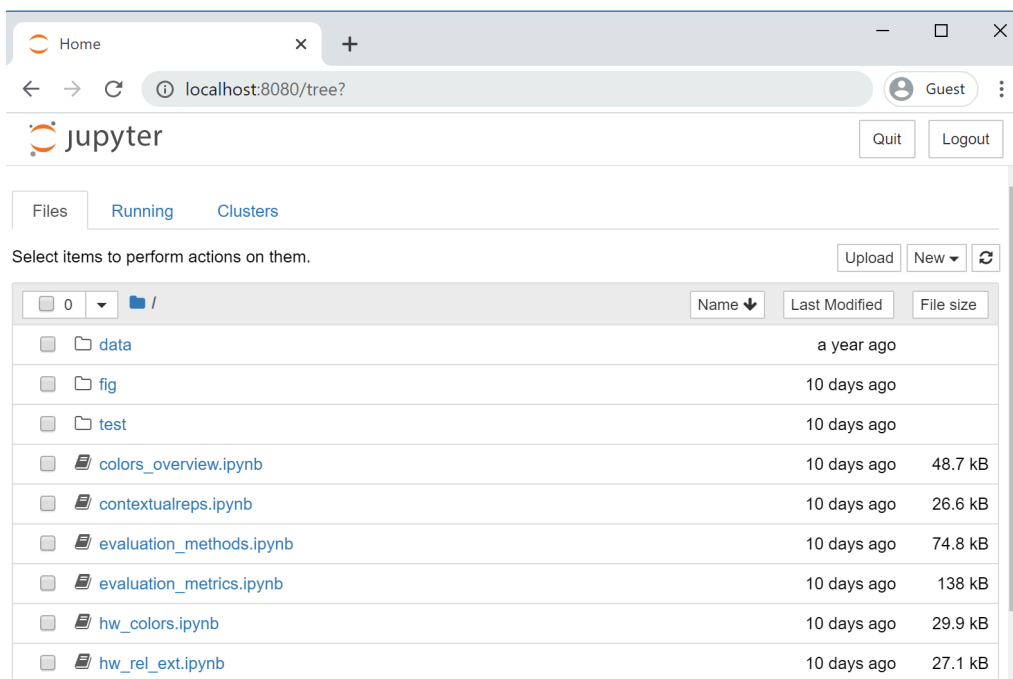 Home
localhost:8080/tree?
Guest
jupyter
Quit Logout
Files Running Clusters
Select items to perform actions on them.
Upload New
0 / Name Last Modified File size
data a year ago
fig 10 days ago
test 10 days ago
colors_overview.ipynb 10 days ago 48.7 kB
contextualreps.ipynb 10 days ago 26.6 kB
evaluation_methods.ipynb 10 days ago 74.8 kB
evaluation_metrics.ipynb 10 days ago 138 kB
hw_colors.ipynb 10 days ago 29.9 kB
hw_rel_ext.ipynb 10 days ago 27.1 kB